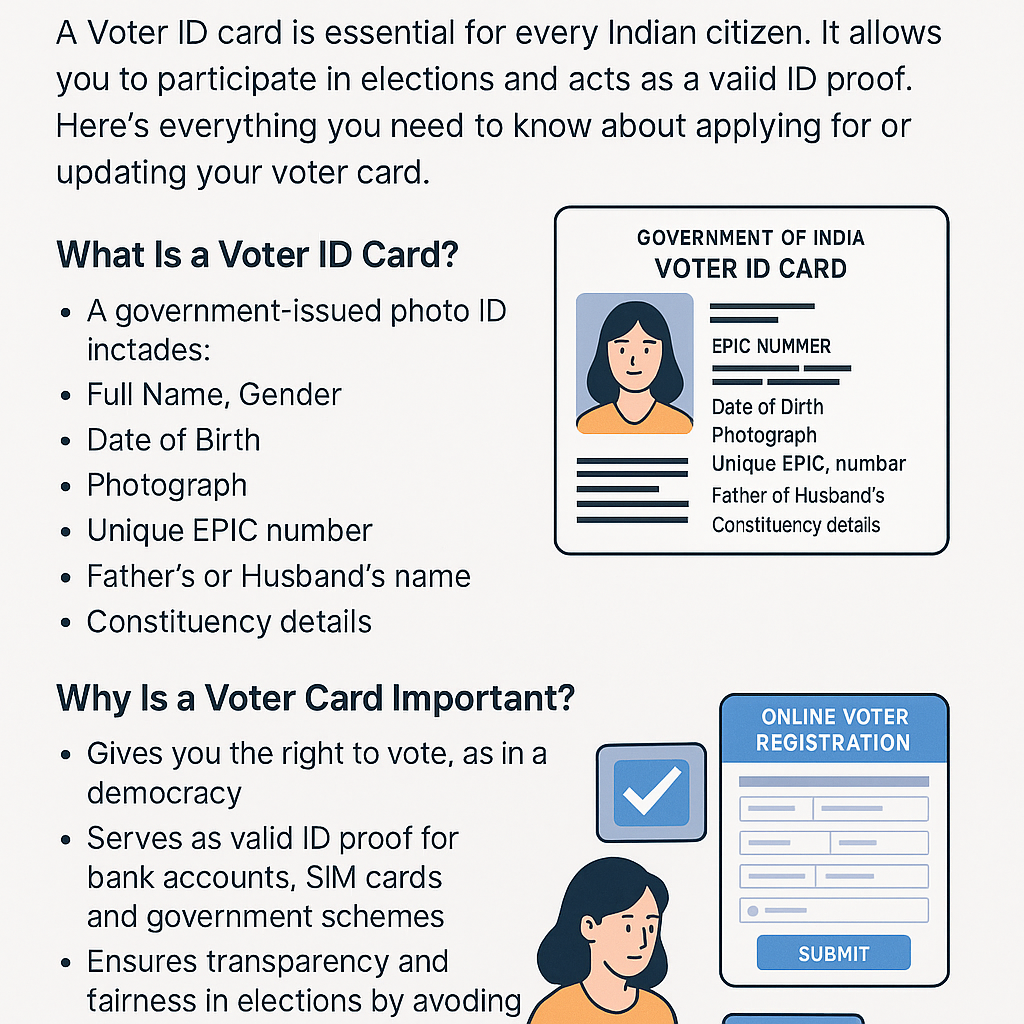 A Voter ID card is essential for every Indian citizen. It allows
you to participate in elections and acts as a vaiid ID proof.
Here's everything you need to know about applying for or
updating your voter card.
What Is a Voter ID Card?
• A government-issued photo ID
inctades:
• Full Name, Gender
• Date of Birth
• Photograph
• Unique EPIC number
• Father's or Husband's name
• Constituency details
GOVERNMENT OF INDIA
VOTER ID CARD
EPIC NUMMER
Date of Dirth
Photograph
Unique EPIC, numbar
Father of Husband's
Constituency details
Why Is a Voter Card Important?
• Gives you the right to vote, as in a
democracy
• Serves as valid ID proof for
bank accounts, SIM cards
and government schemes
• Ensures transparency and
fairness in elections by avoding
ONLINE VOTER
REGISTRATION
SUBMIT